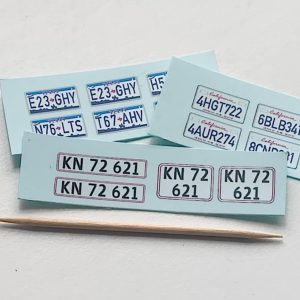 E23 GHY E23 GHY
N76 LTS T67 AHV
California
4HGT722
California
4AUR274
KN 72 621
KN 72 621
KN 72
621
KN 72
621